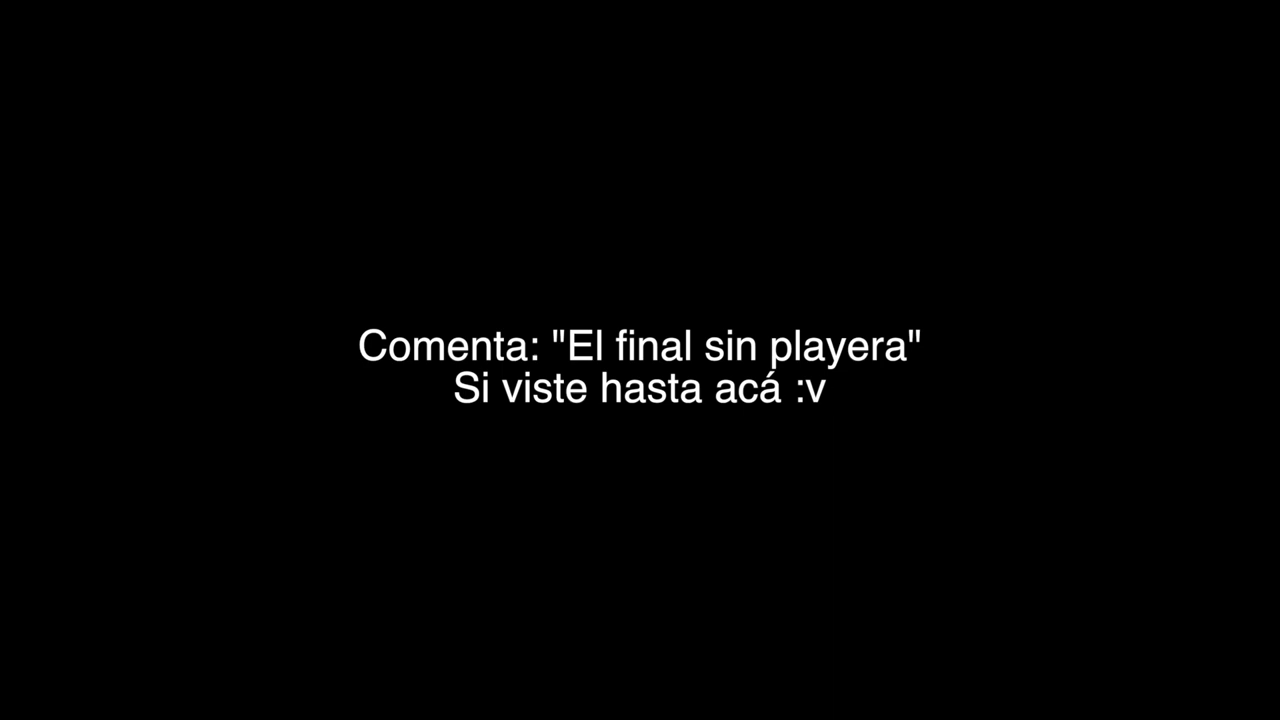 Comenta: "El final sin playera"
Si viste hasta acá :v